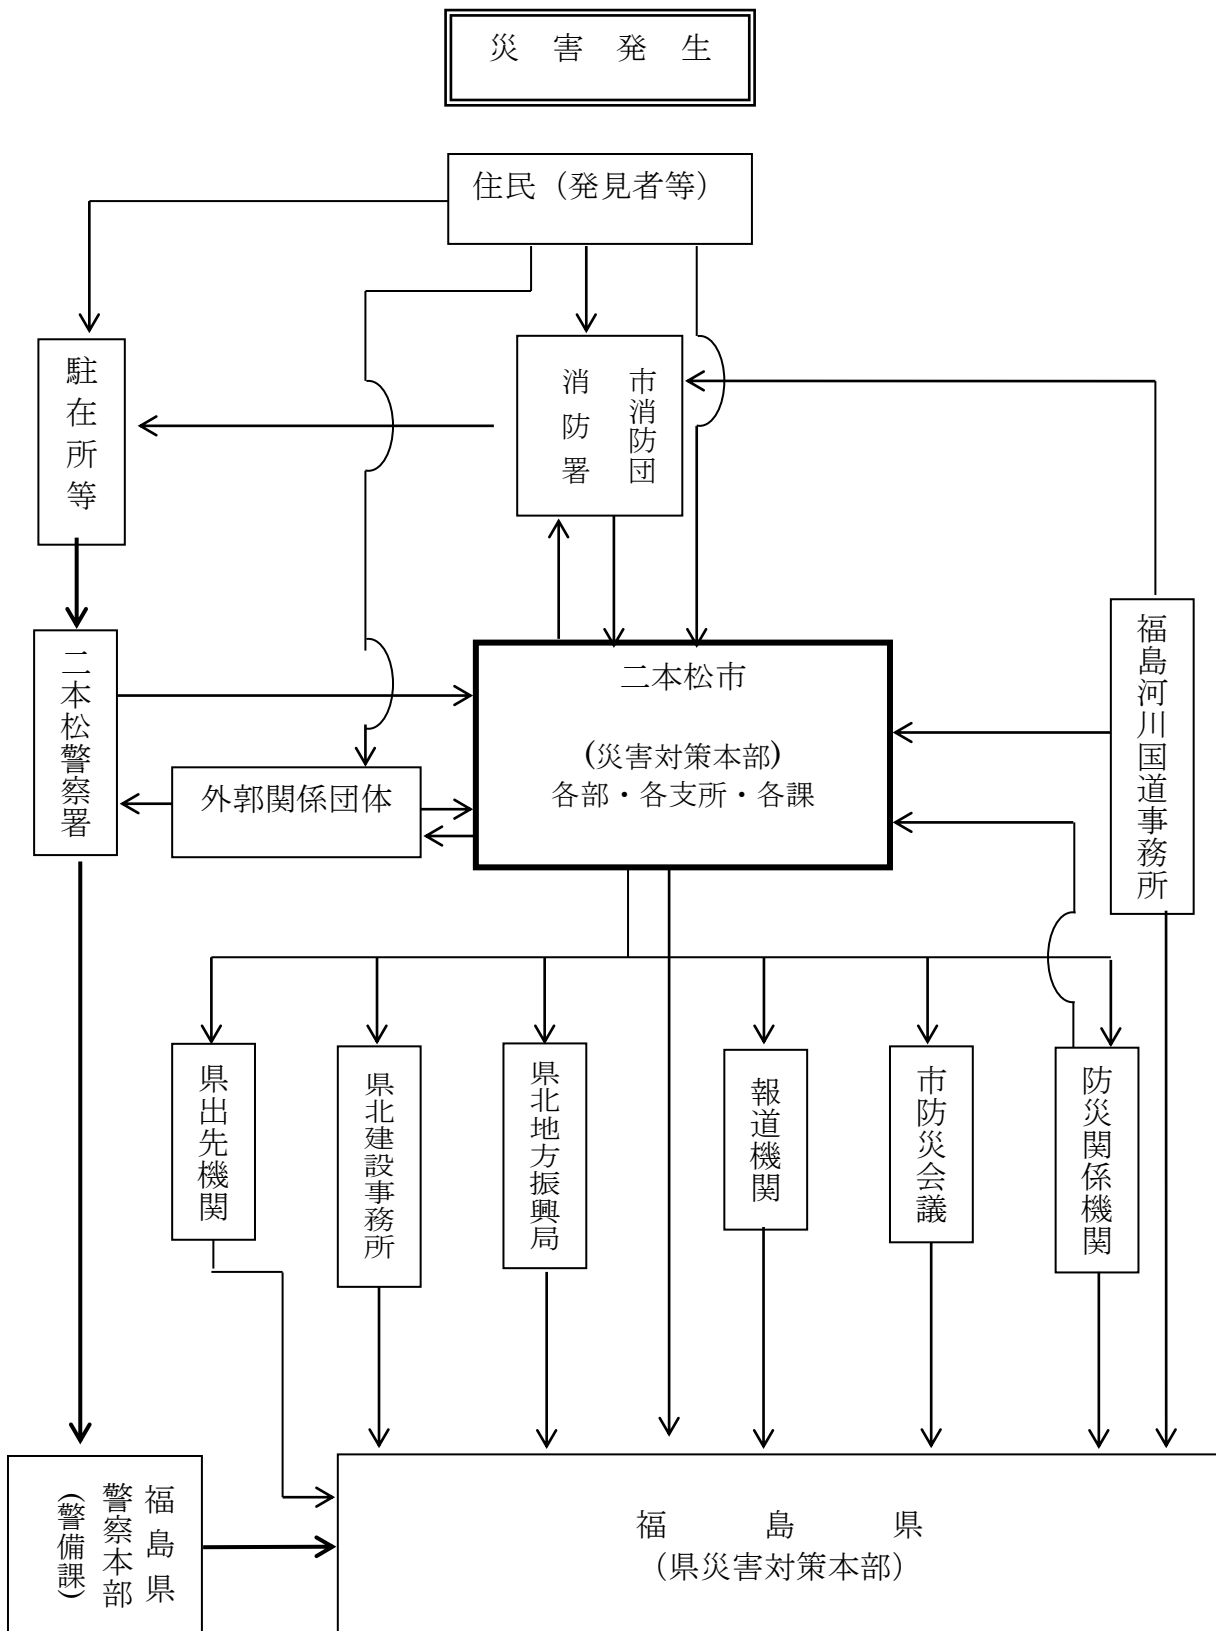 災害発生
住民（発見者等）
駐在所等
市消防団
消防署
福島河川国道事務所
二本松警察署
二本松市
(災害対策本部)
各部・各支所・各課
外郭関係団体
県出先機関
県北建設事務所
県北地方振興局
報道機関
市防災会議
防災関係機関
福島県
警察本部
(警備課)
福島県
（県災害対策本部）